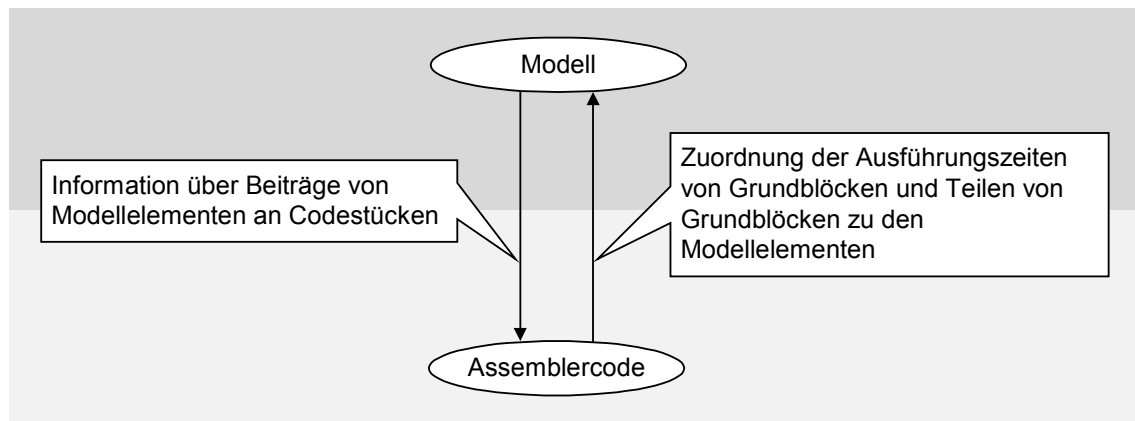 Modell
Information über Beiträge von
Modellelementen an Codestücken
Zuordnung der Ausführungszeiten
von Grundblöcken und Teilen von
Grundblöcken zu den
Modellelementen
Assemblercode